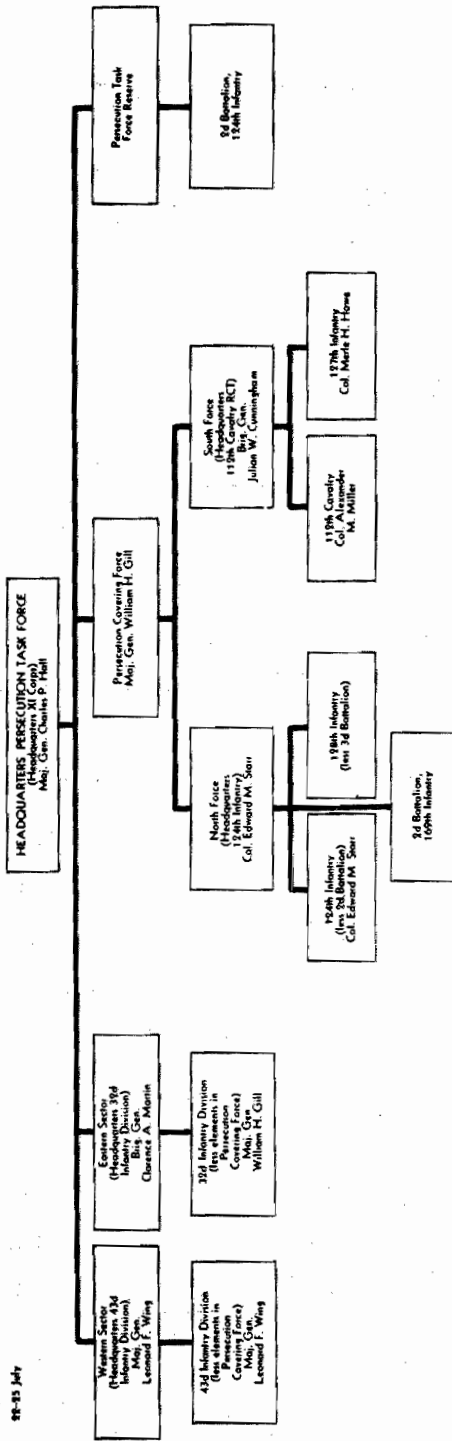 22-25 July
HEADQUARTERS PERSECUTION TASK FORCE
(Headquarters XI Corps)
Maj. Gen. Charles P. Hall
Western Sector
(Headquarters 43d
Infantry Division)
Maj. Gen.
Leonard F. Wing
Eastern Sector
(Headquarters 32d
Infantry Division)
Brig. Gen.
Clarence A. Martin
Persecution Covering Force
Maj. Gen. William H. Gill
Persecution Task
Force Reserve
43d Infantry Division
(less elements in
Persecution
Covering Force)
Maj. Gen.
Leonard F. Wing
32d Infantry Division
(less elements in
Persecution
Covering Force)
Maj. Gen
William H. Gill
North Force
(Headquarters
124th Infantry)
Col. Edward M. Starr
South Force
(Headquarters
112th Cavalry RCT)
Brig. Gen.
Julian W. Cunningham
2d Battalion,
124th Infantry
124th Infantry
(less 2d Battalion)
Col. Edward M. Starr
128th Infantry
(less 3d Battalion)
112th Cavalry
Col. Alexander
M. Miller
127th Infantry
Col. Merle H. Howe
2d Battalion,
169th Infantry